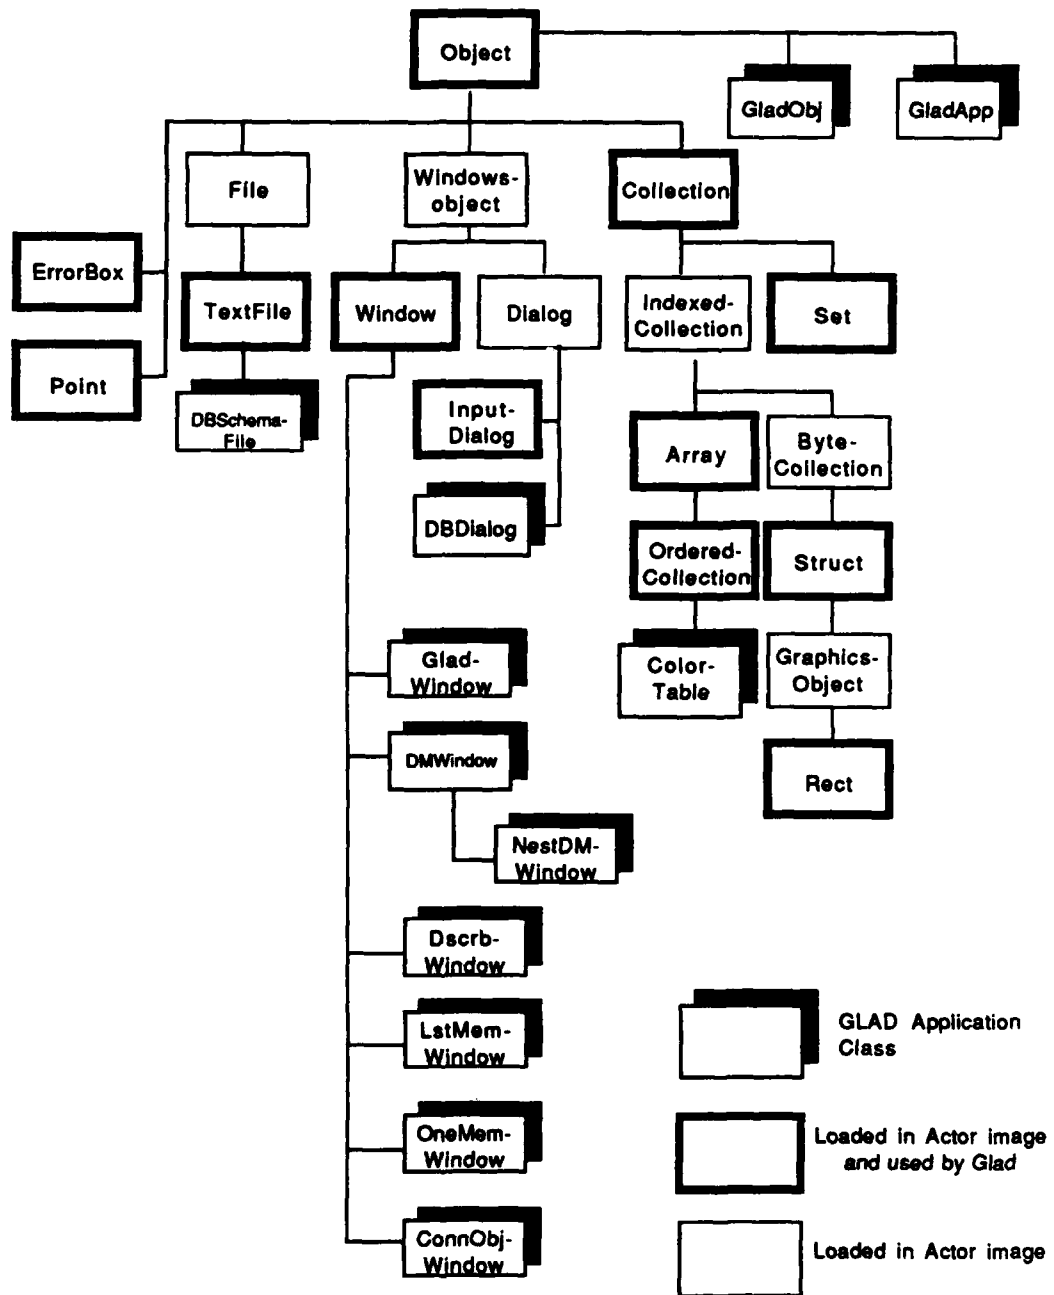 Object
GladObj
GladApp
File
Windows-
object
Collection
ErrorBox
TextFile
Window
Dialog
Indexed-
Collection
Set
Point
DBSchema-
File
Input-
Dialog
Array
Byte-
Collection
DBDialog
Ordered-
Collection
Struct
Glad-
Window
Color-
Table
Graphics-
Object
DMWindow
Rect
NestDM-
Window
Dscrb-
Window
LstMem-
Window
OneMem-
Window
ConnObj-
Window
GLAD Application
Class
Loaded in Actor image
and used by Glad
Loaded in Actor image